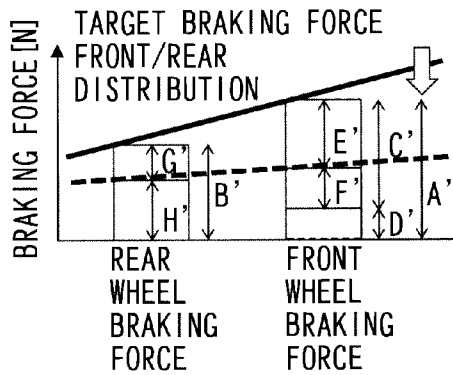 TARGET BRAKING FORCE
FRONT/REAR
DISTRIBUTION
BRAKING FORCE[N]
G'
H'
B'
E'
F'
C'
D'
A'
REAR
WHEEL
BRAKING
FORCE
FRONT
WHEEL
BRAKING
FORCE